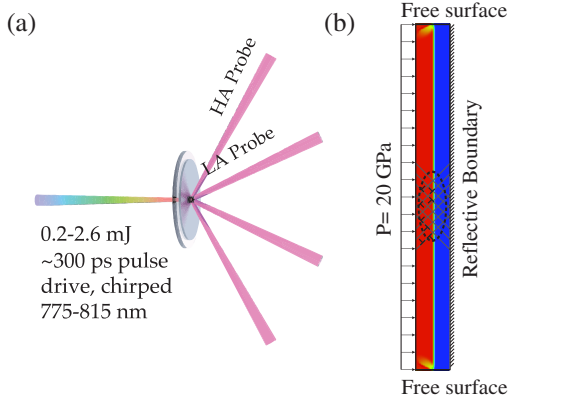 (a)
HA Probe
LA Probe
0.2-2.6 mJ
~300 ps pulse
drive, chirped
775-815 nm
(b)
Free surface
P= 20 GPa
Reflective Boundary
Free surface